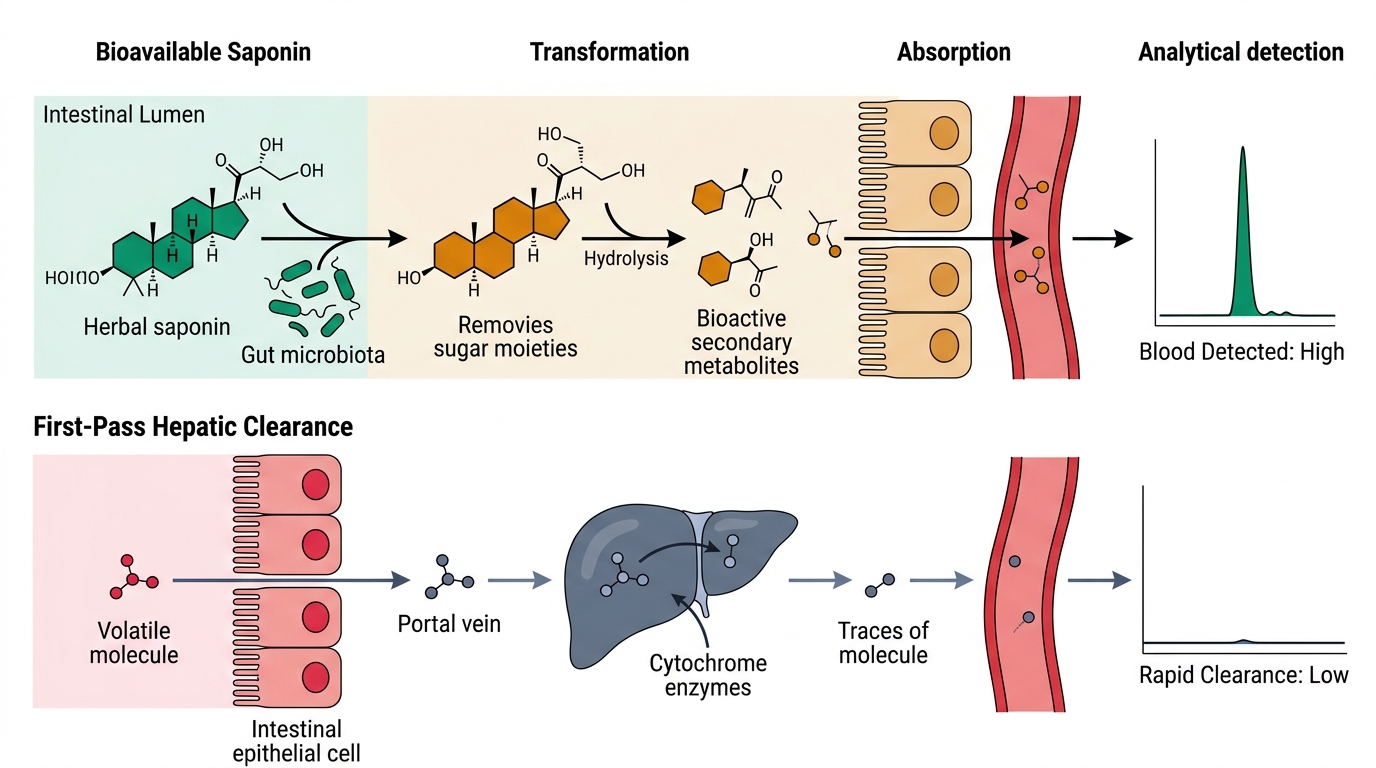 Bioavailable Saponin
Transformation
Absorption
Analytical detection
Intestinal Lumen
O
OH
OH
H
H
H
H
H
Herbal saponin
Gut microbiota
HO
O
OH
H
H
H
HO
Removies
sugar moieties
Hydrolysis
O
OH
O
Bioactive
secondary
metabolites
Blood Detected: High
First-Pass Hepatic Clearance
Volatile
molecule
Intestinal
epithelial cell
Portal vein
Cytochrome
enzymes
Traces of
molecule
Rapid Clearance: Low